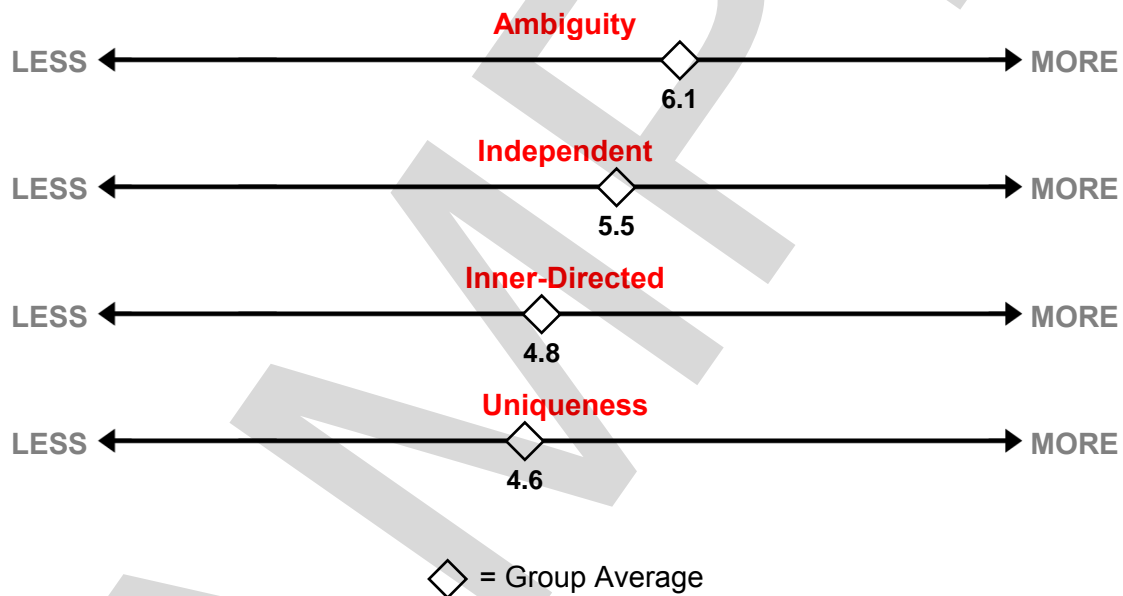 Ambiguity
LESS MORE
6.1
Independent
LESS MORE
5.5
Inner-Directed
LESS MORE
4.8
Uniqueness
LESS MORE
4.6
= Group Average